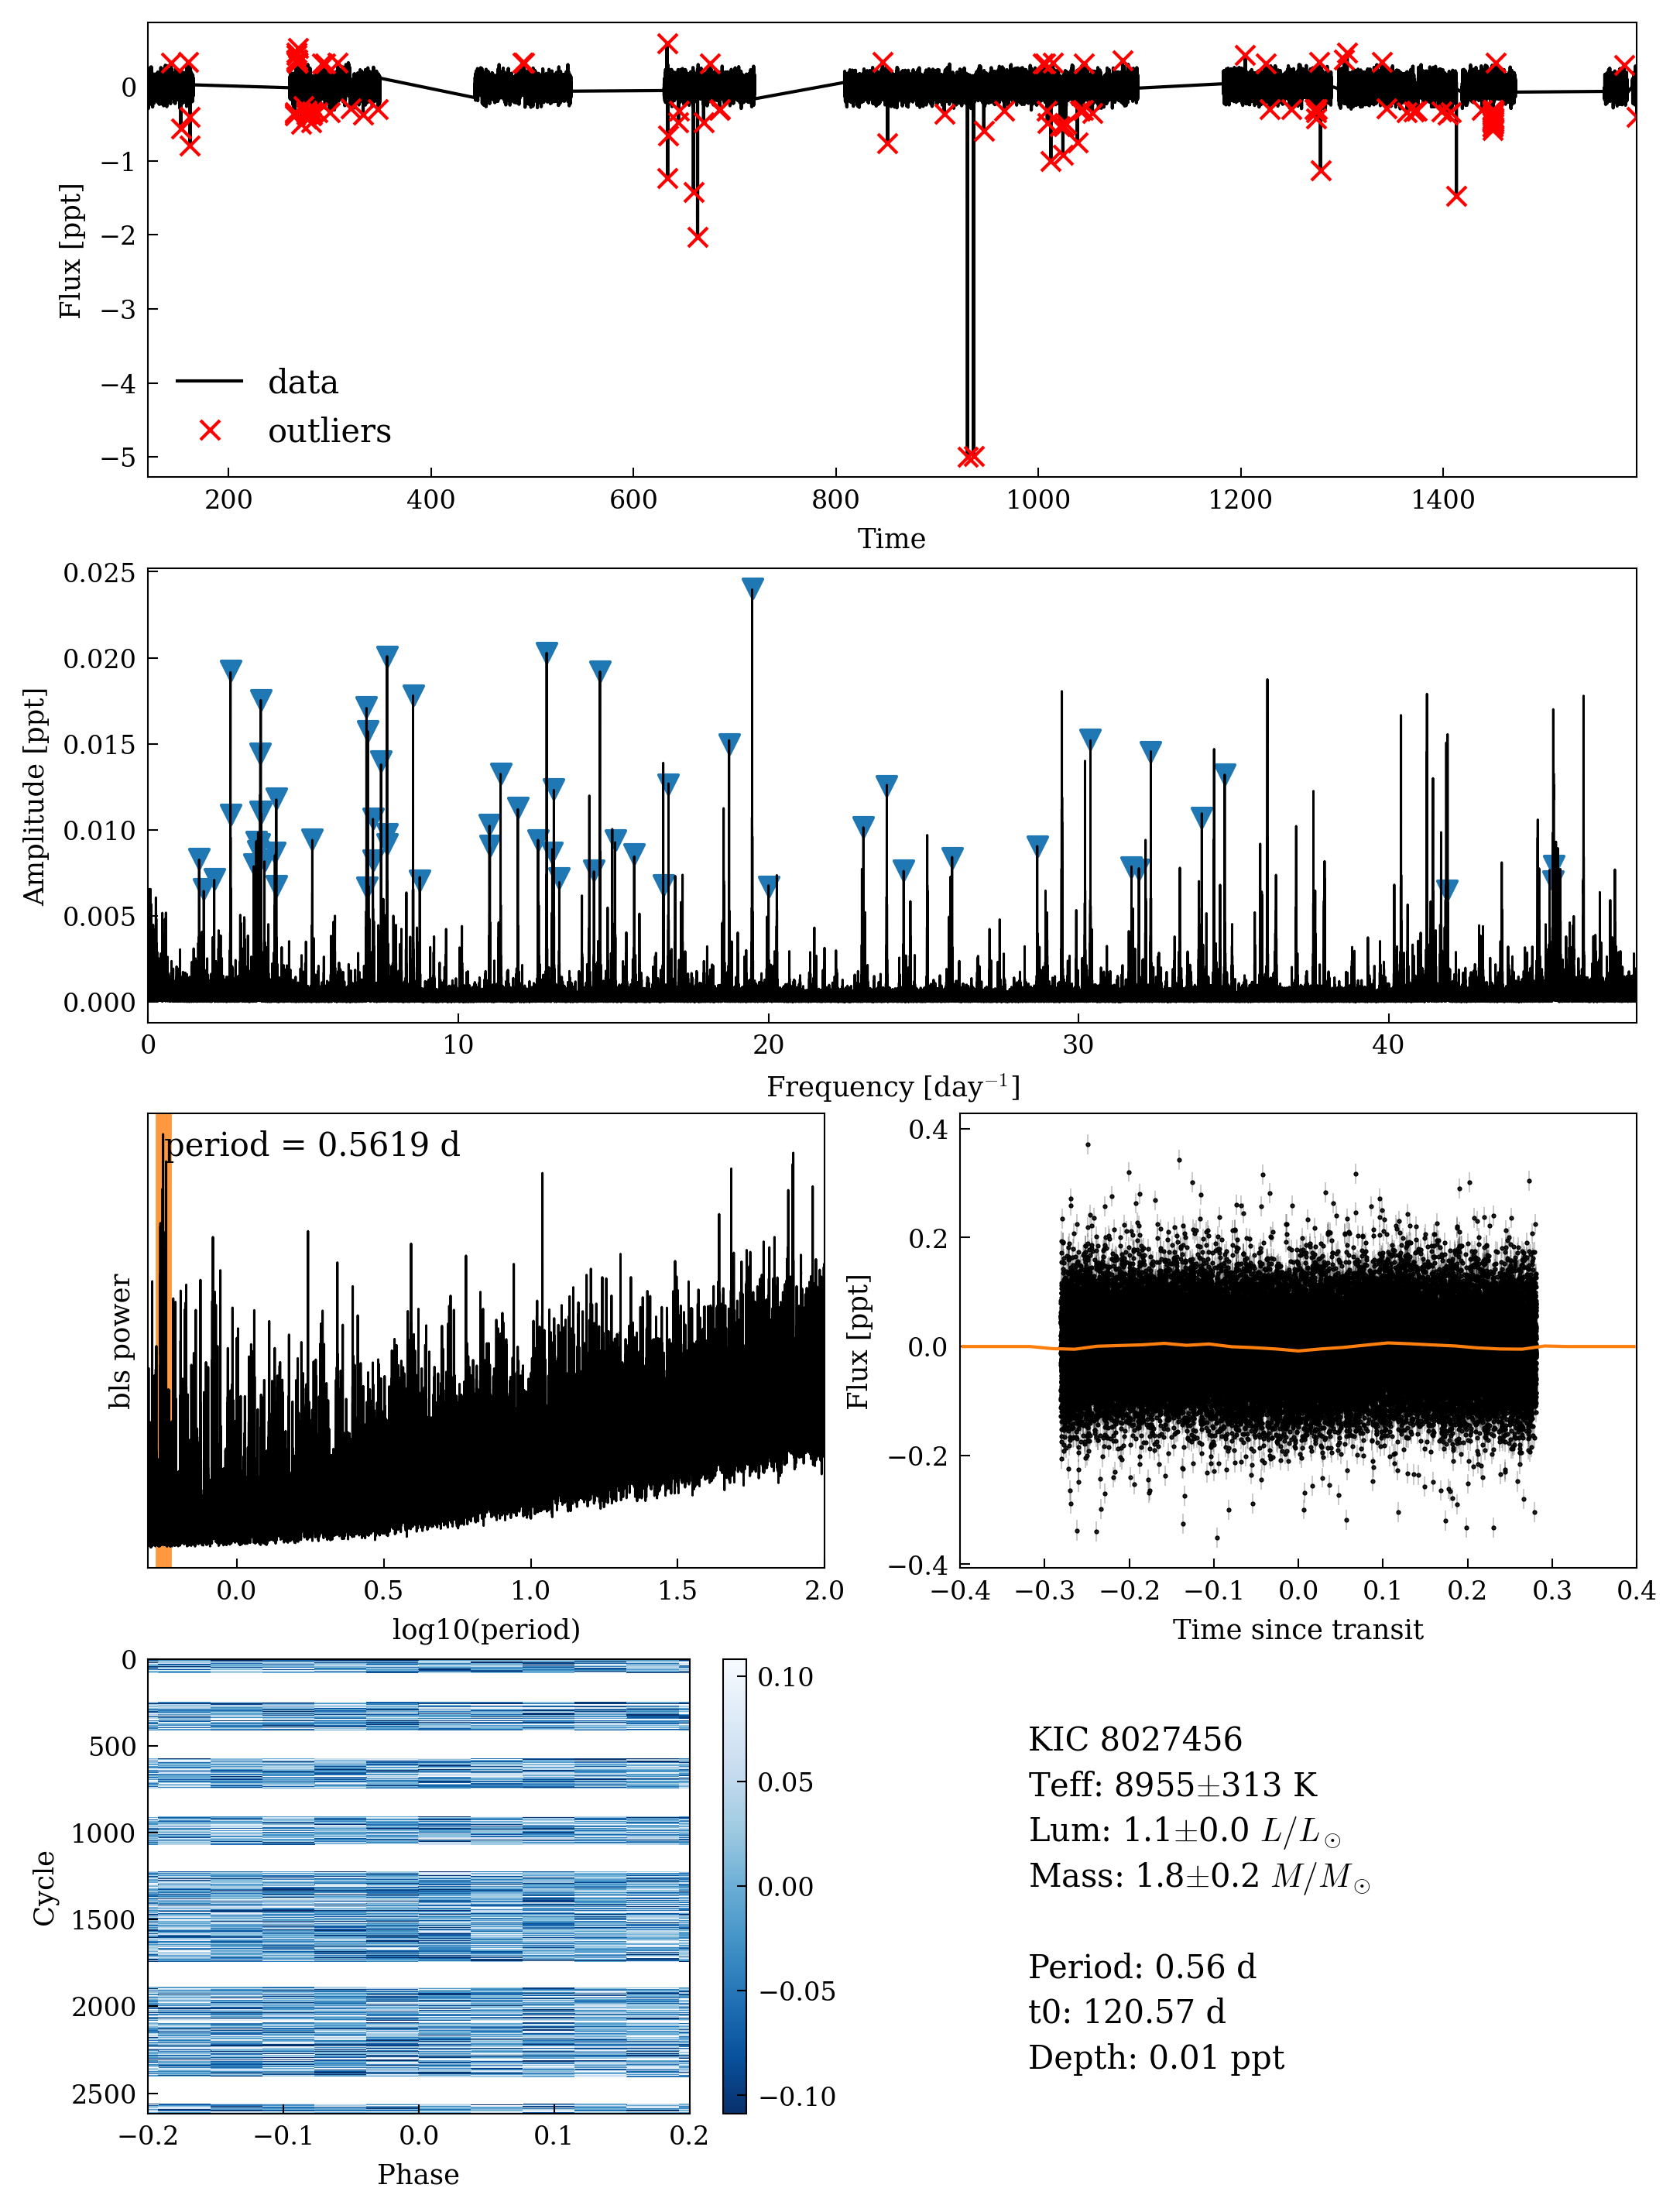 0
−1
−2
−3
−4
−5
Flux [ppt]
data
outliers
200 400 600 800 1000 1200 1400
Time
0.025
0.020
0.015
0.010
0.005
0.000
Amplitude [ppt]
0 10 20 30 40
Frequency [day⁻¹]
period = 0.5619 d
bls power
0.0 0.5 1.0 1.5 2.0
log10(period)
0.4
0.2
0.0
−0.2
−0.4
Flux [ppt]
−0.4 −0.3 −0.2 −0.1 0.0 0.1 0.2 0.3 0.4
Time since transit
0
500
1000
1500
2000
2500
Cycle
−0.2 −0.1 0.0 0.1 0.2
Phase
0.10
0.05
0.00
−0.05
−0.10
KIC 8027456
Teff: 8955±313 K
Lum: 1.1±0.0 L/L⊙
Mass: 1.8±0.2 M/M⊙
Period: 0.56 d
t0: 120.57 d
Depth: 0.01 ppt